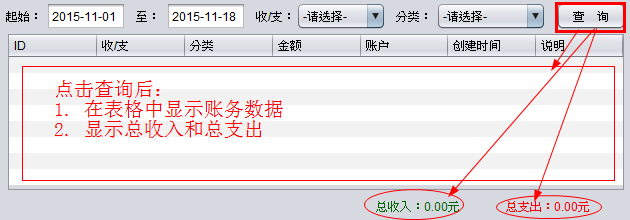 起始： 2015-11-01 至： 2015-11-18 收/支： -请选择- 分类： -请选择- 查 询
ID 收/支 分类 金额 账户 创建时间 说明
点击查询后：
1. 在表格中显示账务数据
2. 显示总收入和总支出
总收入：0.00元 总支出：0.00元